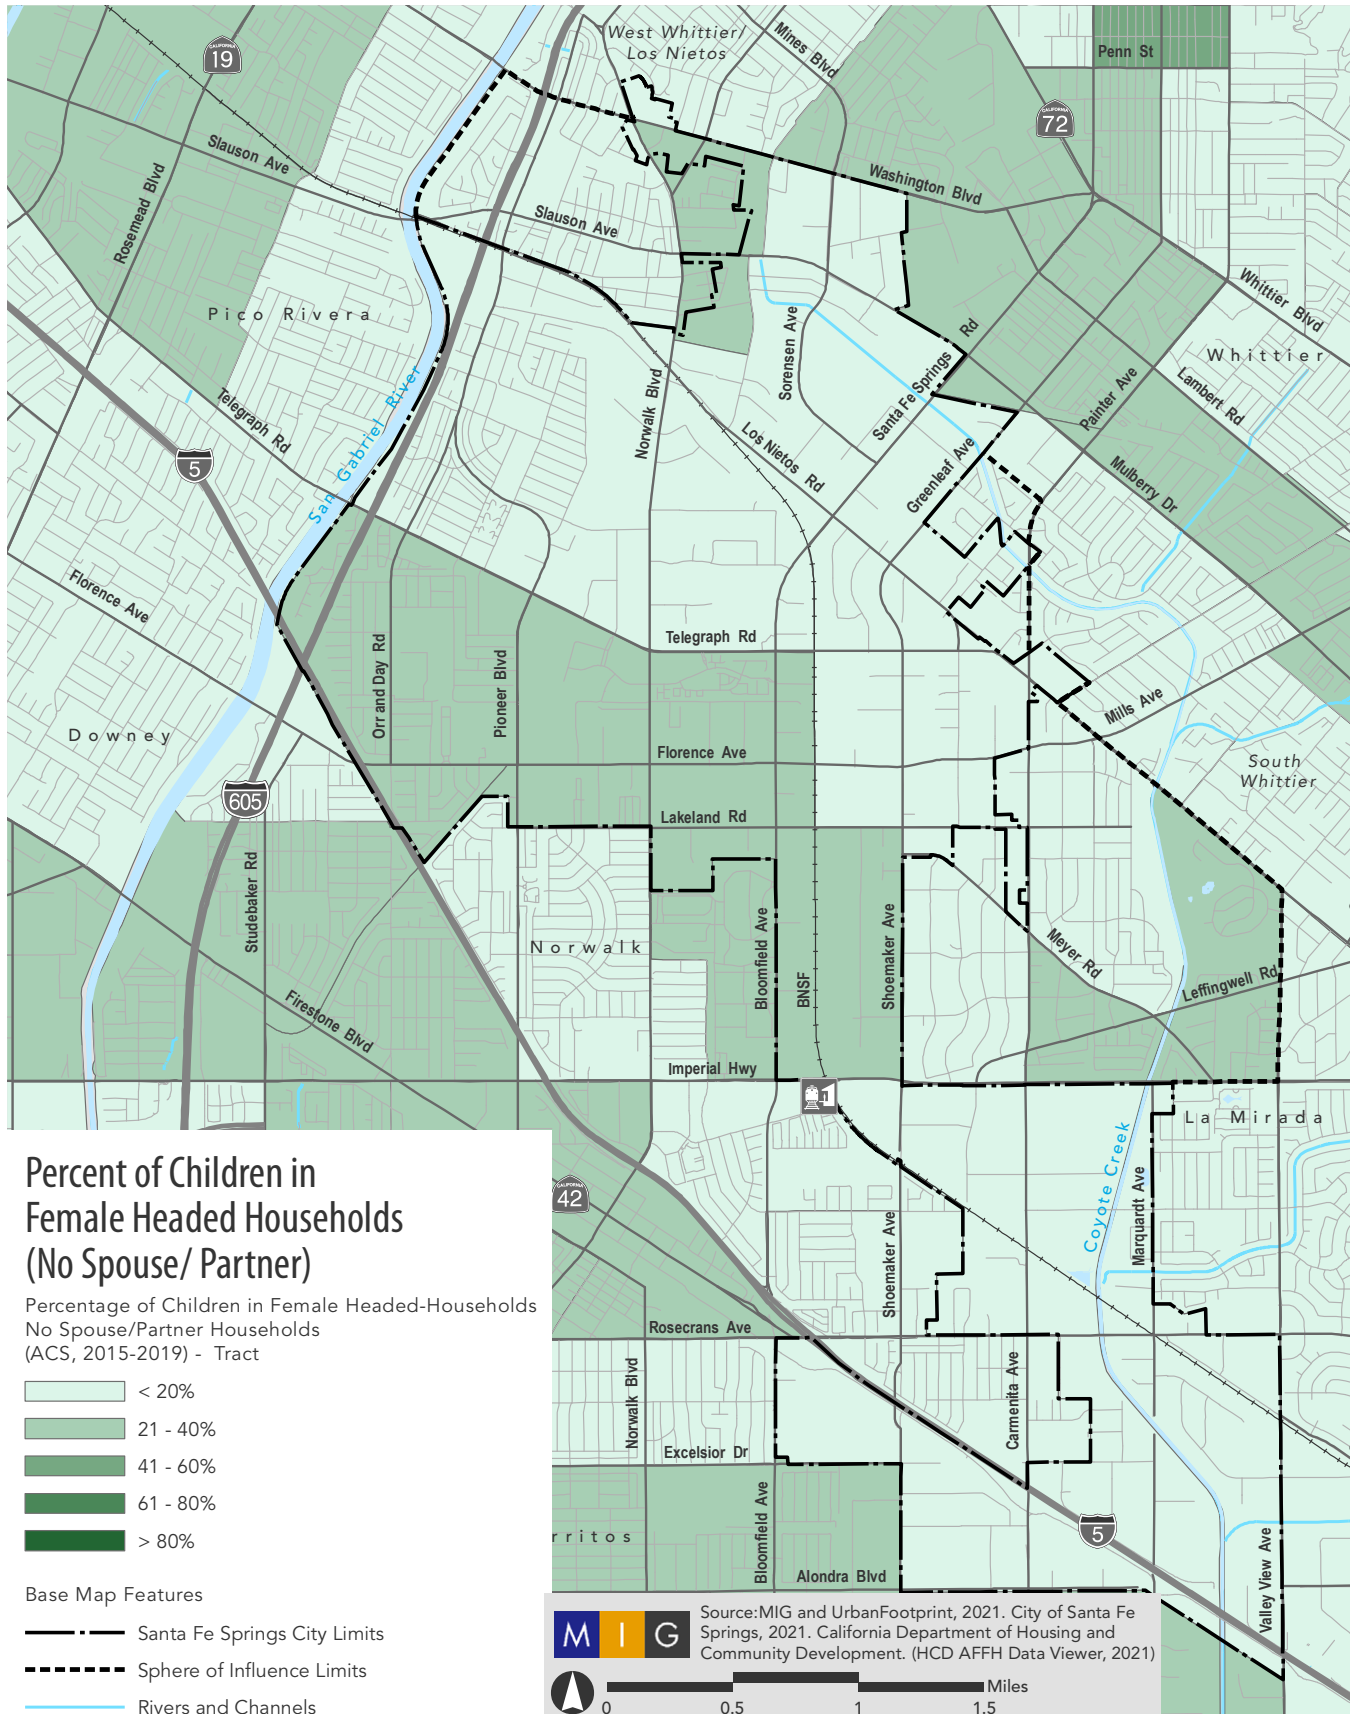 West Whittier/
Los Nietos
Mines Blvd
Penn St
CALIFORNIA
19
CALIFORNIA
72
Slauson Ave
Rosemead Blvd
Washington Blvd
Slauson Ave
Whittier Blvd
Pico Rivera
Sorensen Ave
Santa Fe Springs Rd
Whittier
Lambert Rd
Painter Ave
Norwalk Blvd
Telegraph Rd
San Gabriel River
Los Nietos Rd
Greenleaf Ave
Mulberry Dr
5
Florence Ave
Orr and Day Rd
Pioneer Blvd
Telegraph Rd
Mills Ave
Downey
Florence Ave
South
Whittier
605
Lakeland Rd
Studebaker Rd
Norwalk
Bloomfield Ave
BNSF
Shoemaker Ave
Meyer Rd
Leffingwell Rd
Firestone Blvd
Imperial Hwy
La Mirada
Coyote Creek
Marquardt Ave
CALIFORNIA
42
Shoemaker Ave
Rosecrans Ave
Norwalk Blvd
Carmenita Ave
Excelsior Dr
Bloomfield Ave
rritos
5
Alondra Blvd
Valley View Ave
Percent of Children in
Female Headed Households
(No Spouse/ Partner)
Percentage of Children in Female Headed-Households
No Spouse/Partner Households
(ACS, 2015-2019) - Tract
< 20%
21 - 40%
41 - 60%
61 - 80%
> 80%
Base Map Features
Santa Fe Springs City Limits
Sphere of Influence Limits
Rivers and Channels
M I G
Source:MIG and UrbanFootprint, 2021. City of Santa Fe
Springs, 2021. California Department of Housing and
Community Development. (HCD AFFH Data Viewer, 2021)
Miles
0 0.5 1 1.5